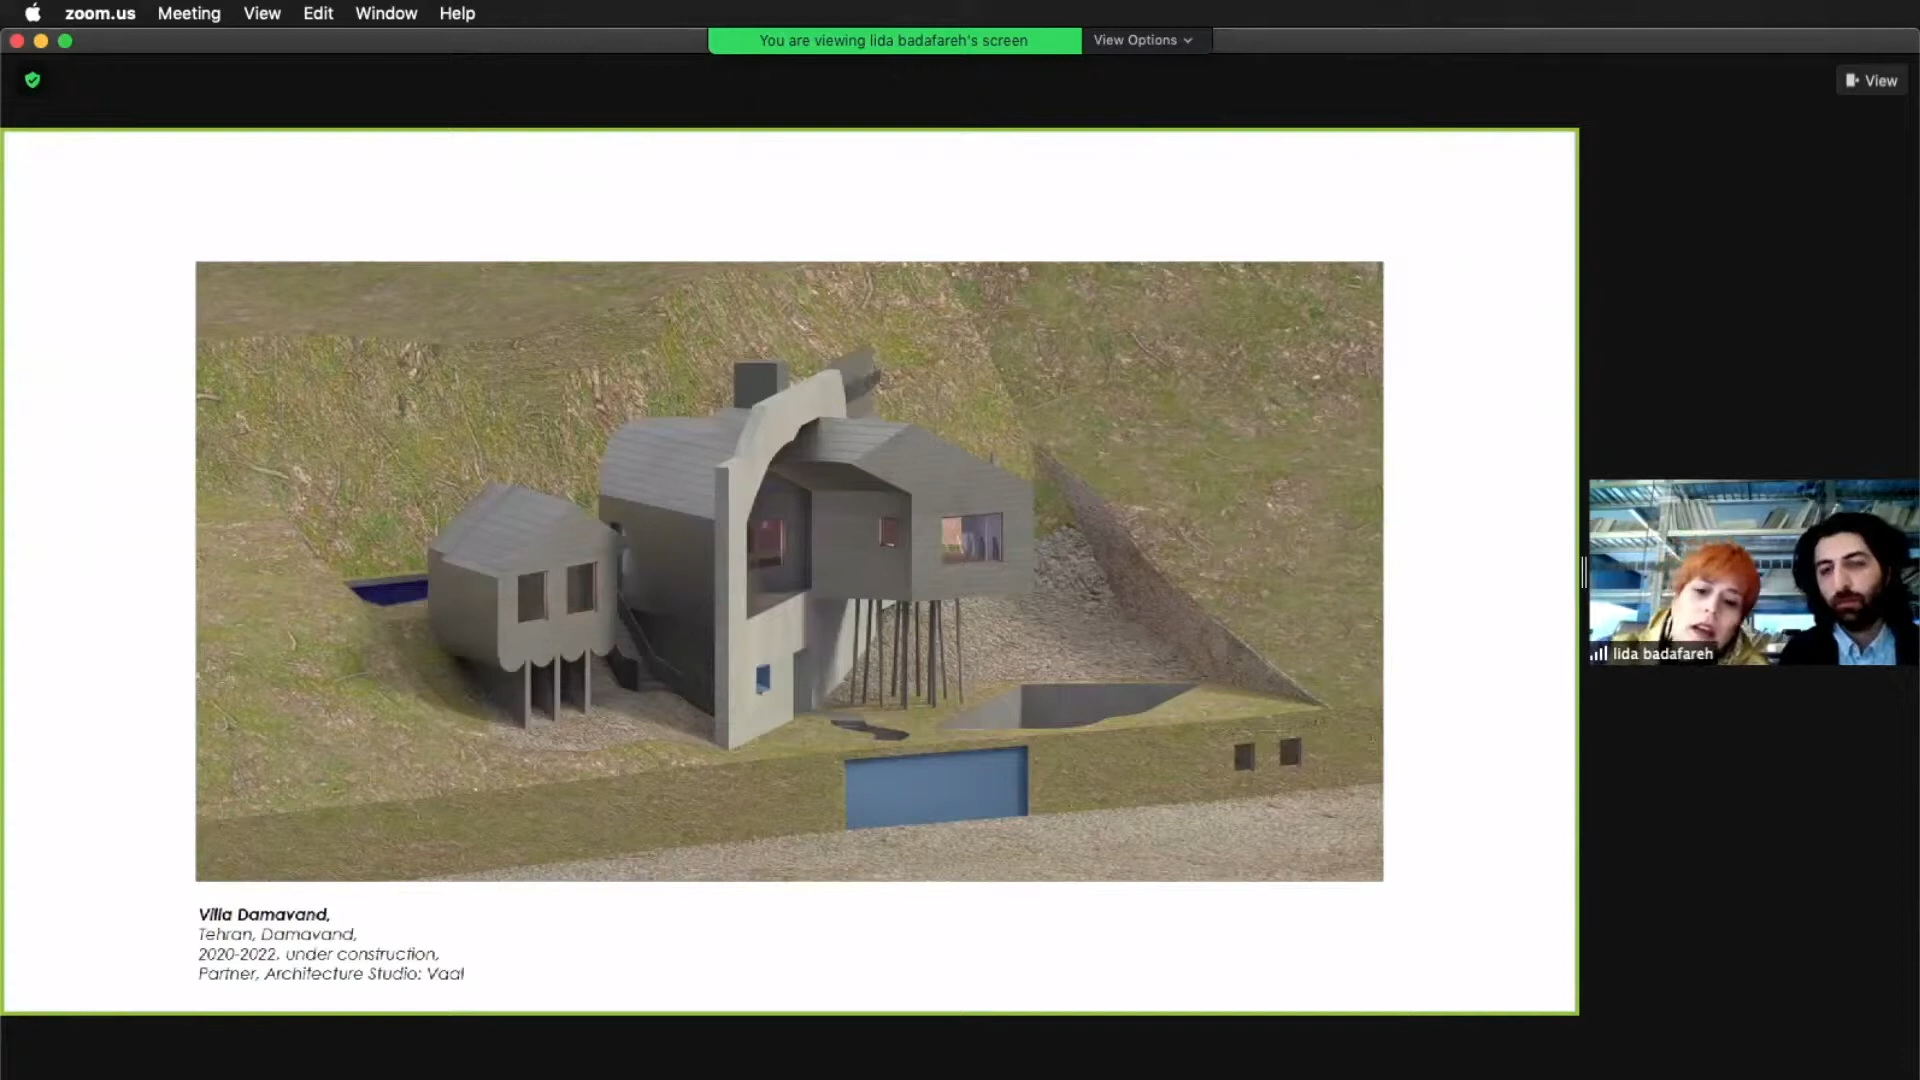 zoom.us Meeting View Edit Window Help
You are viewing lida badafareh's screen View Options
View
lida badafareh
Villa Damavand,
Tehran, Damavand,
2020-2022, under construction,
Partner, Architecture Studio: Vaal